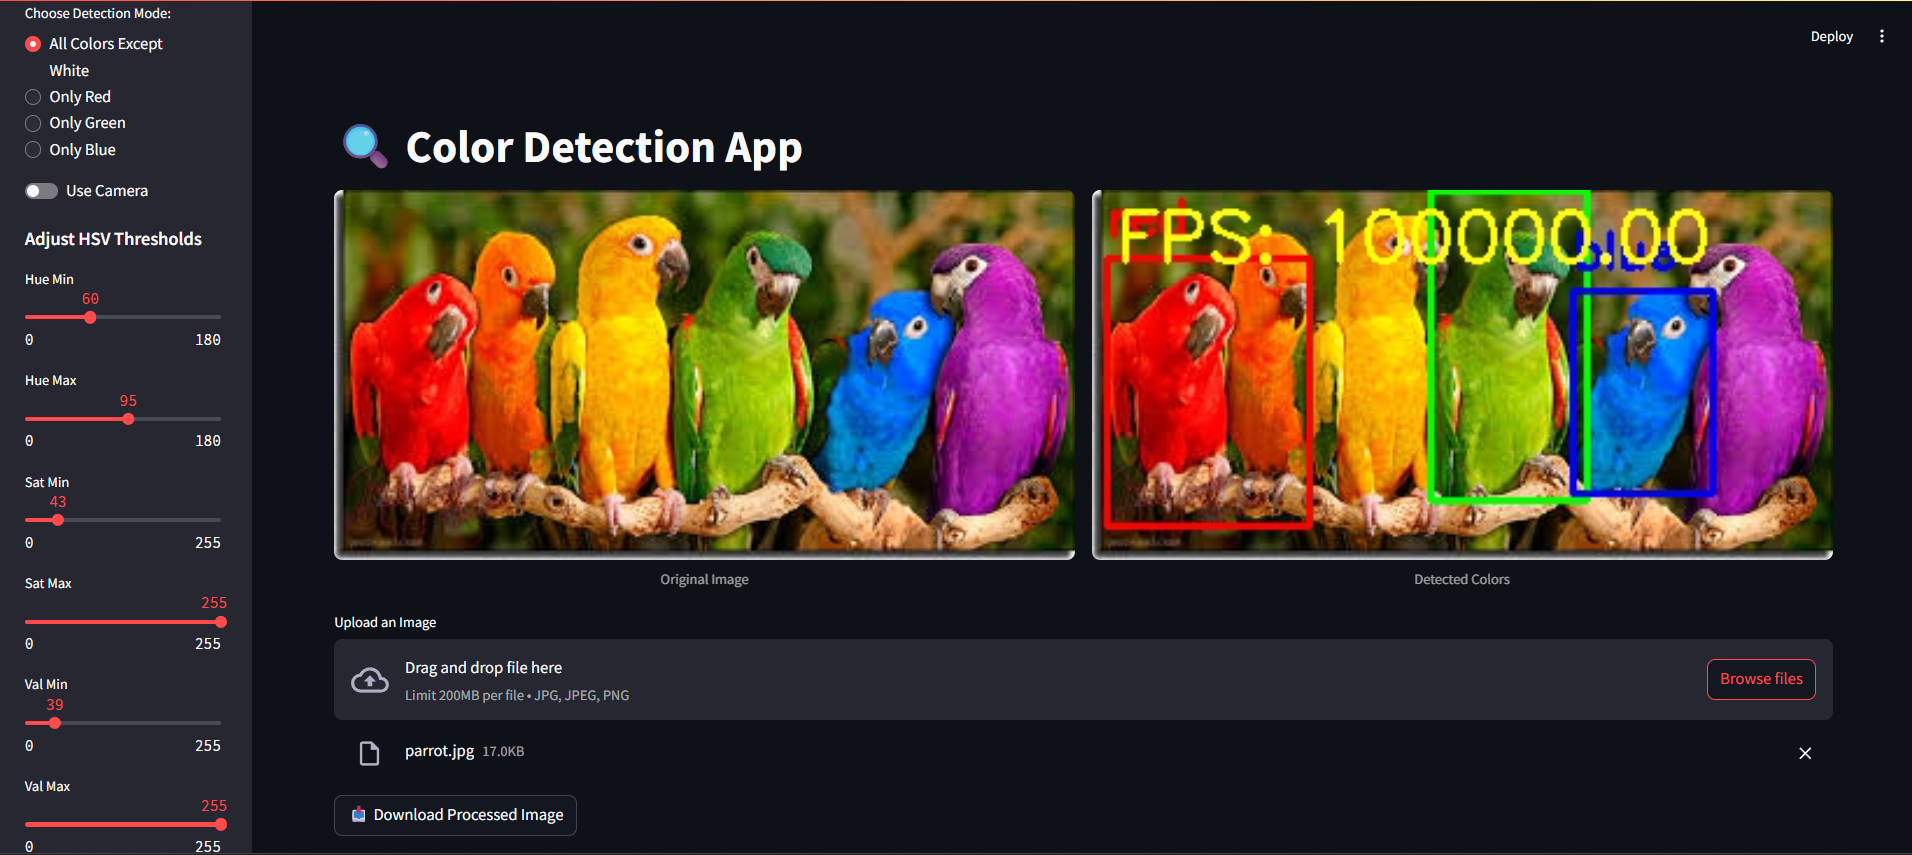 Choose Detection Mode:
All Colors Except
White
Only Red
Only Green
Only Blue
Use Camera
Adjust HSV Thresholds
Hue Min
60
0 180
Hue Max
95
0 180
Sat Min
43
0 255
Sat Max
255
0 255
Val Min
39
0 255
Val Max
255
0 255
Deploy
Color Detection App
FPS: 100000.00
red
blue
Original Image
Detected Colors
Upload an Image
Drag and drop file here
Limit 200MB per file • JPG, JPEG, PNG
Browse files
parrot.jpg 17.0KB
Download Processed Image